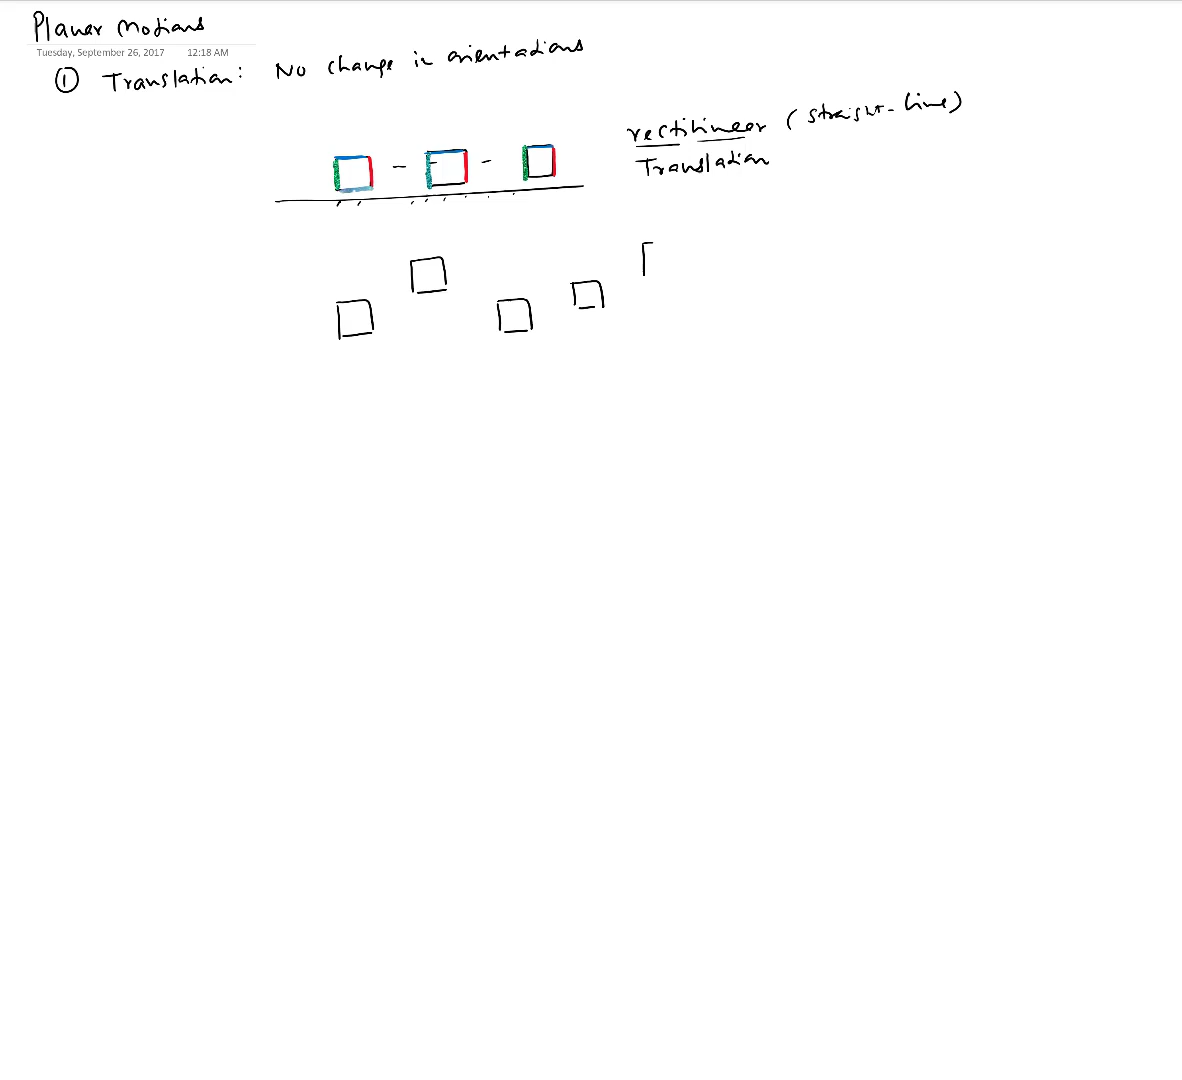 Planar Motions
Tuesday, September 26, 2017 12:18 AM
① Translation: No change in orientations
rectilinear (straight-line)
Translation